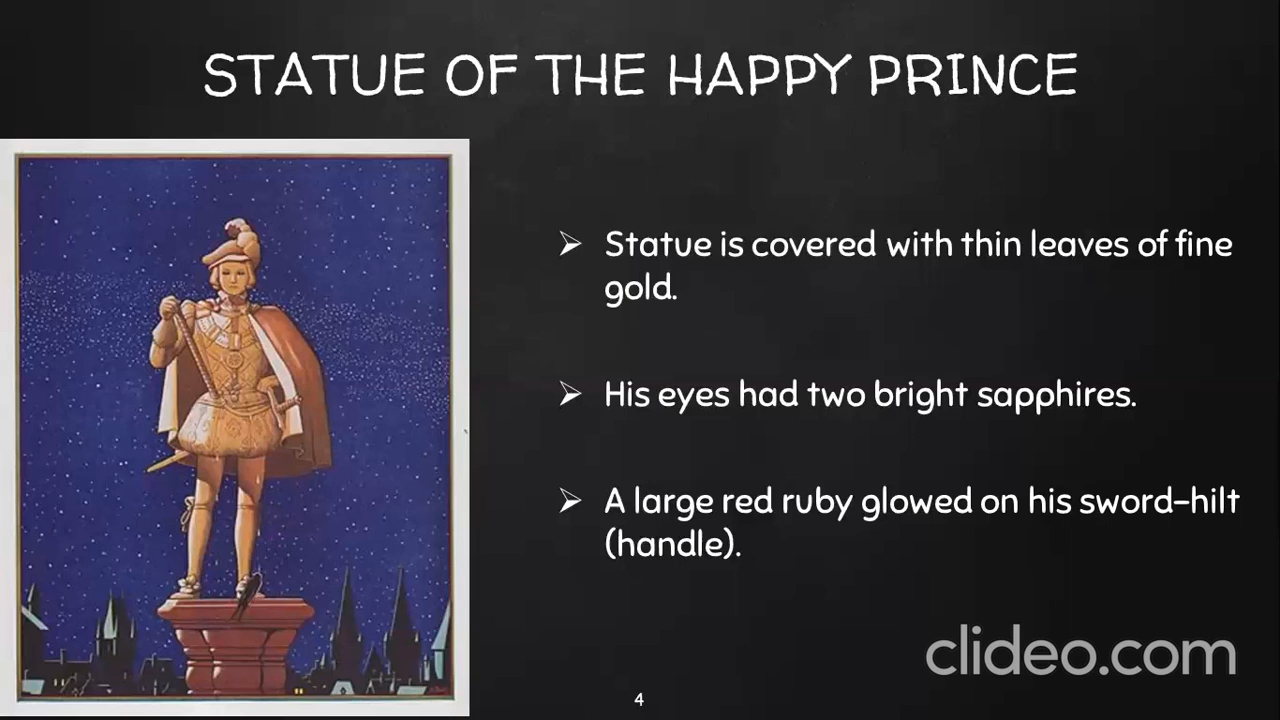 STATUE OF THE HAPPY PRINCE
Statue is covered with thin leaves of fine
gold.
His eyes had two bright sapphires.
A large red ruby glowed on his sword-hilt
(handle).
clideo.com
4